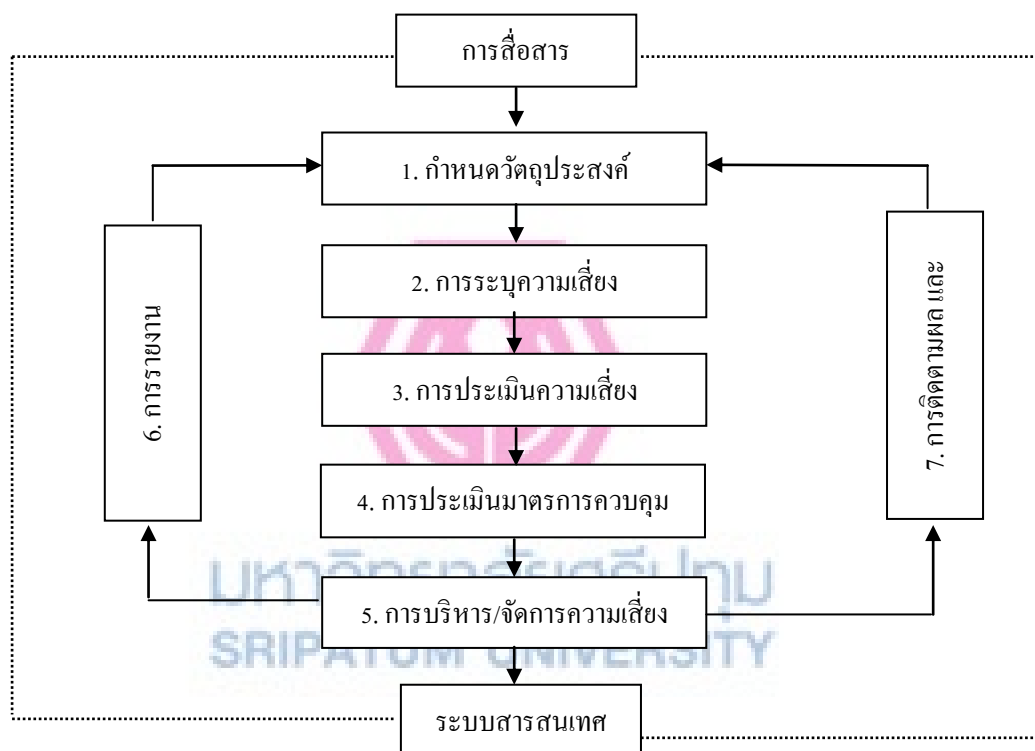 การสื่อสาร
1. กำหนดวัตถุประสงค์
2. การระบุความเสี่ยง
3. การประเมินความเสี่ยง
4. การประเมินมาตรการควบคุม
5. การบริหาร/จัดการความเสี่ยง
6. การรายงาน
7. การติดตามผล และ
มหาวิทยาลัยศรีปทุม
SRIPATUM UNIVERSITY
ระบบสารสนเทศ